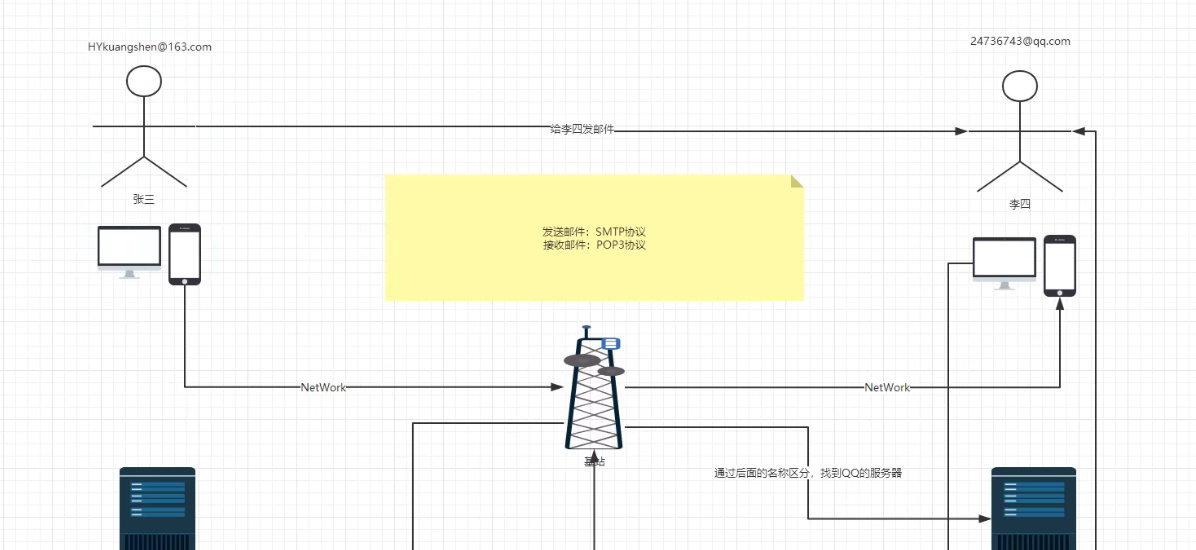 HYkuangshen@163.com
24736743@qq.com
给李四发邮件
张三
李四
发送邮件：SMTP协议
接收邮件：POP3协议
NetWork
NetWork
基站
通过后面的名称区分，找到QQ的服务器